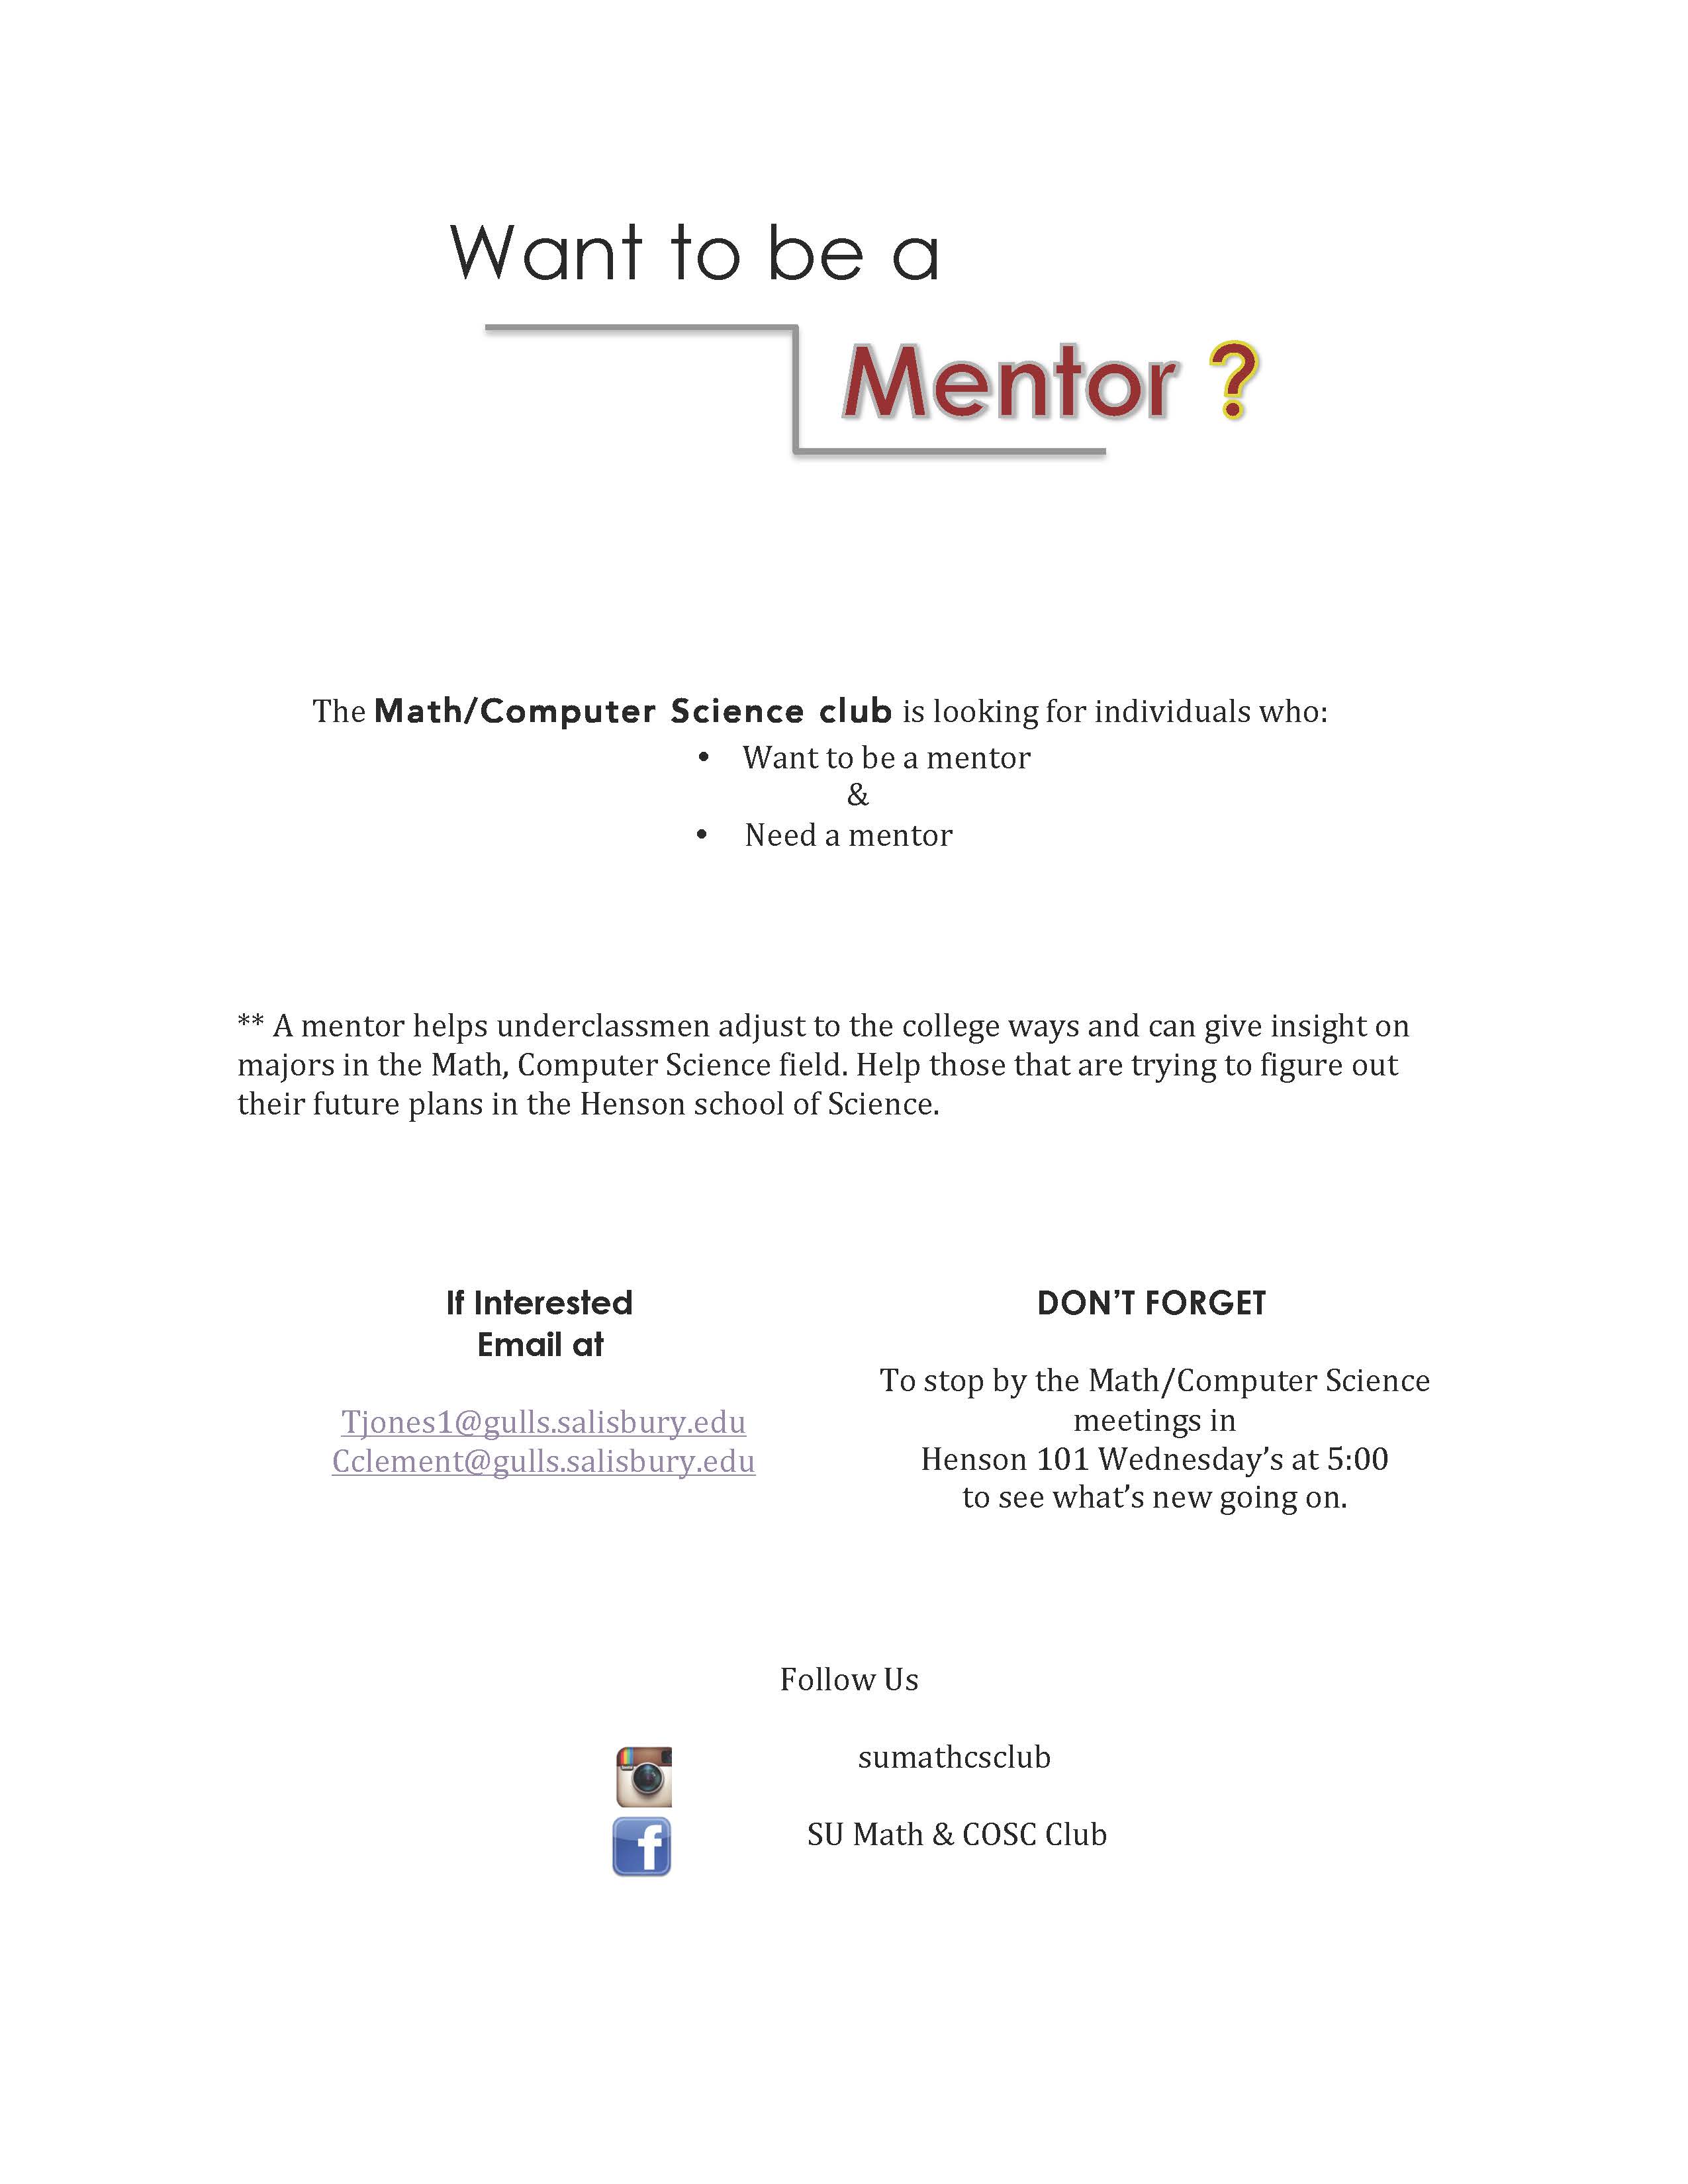 Want to be a
Mentor ?
The Math/Computer Science club is looking for individuals who:
• Want to be a mentor
&
• Need a mentor
** A mentor helps underclassmen adjust to the college ways and can give insight on
majors in the Math, Computer Science field. Help those that are trying to figure out
their future plans in the Henson school of Science.
If Interested
Email at
Tjones1@gulls.salisbury.edu
Cclement@gulls.salisbury.edu
DON’T FORGET
To stop by the Math/Computer Science
meetings in
Henson 101 Wednesday’s at 5:00
to see what’s new going on.
Follow Us
sumathcsclub
f
SU Math & COSC Club